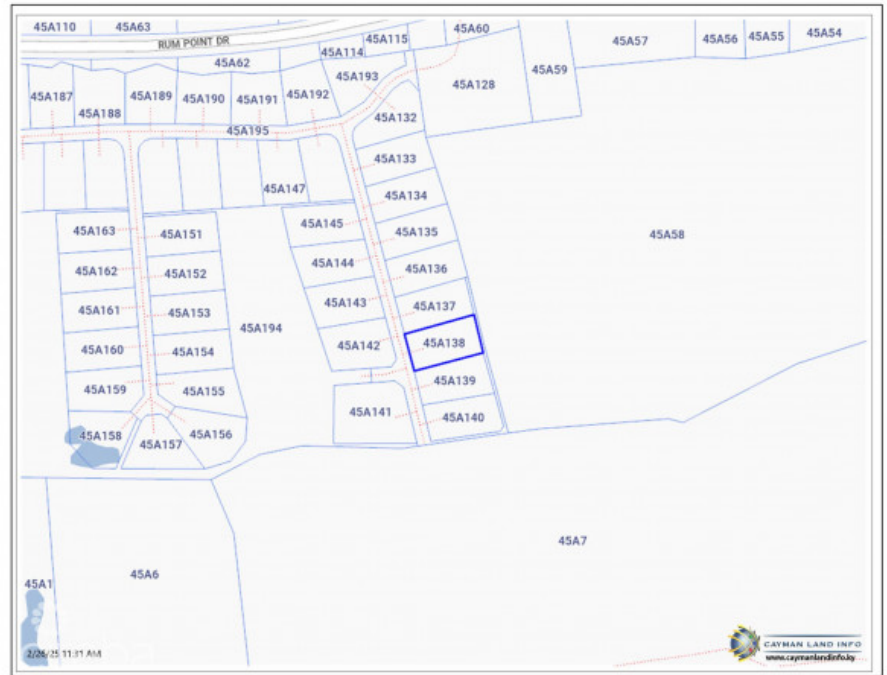 45A110 45A63
RUM POINT DR
45A60
45A115
45A114
45A57 45A56 45A55 45A54
45A62
45A193
45A59
45A128
45A187 45A188 45A189 45A190 45A191 45A192
45A132
45A195
45A133
45A147
45A134
45A163 45A151 45A145 45A135
45A58
45A162 45A152 45A144 45A136
45A161 45A153 45A143 45A137
45A194
45A160 45A154 45A142 45A138
45A159 45A155 45A139
45A141 45A140
45A158 45A157 45A156
45A7
45A6
45A1
2/26/25 11:31 AM
CAYMAN LAND INFO
www.caymanlandinfo.ky